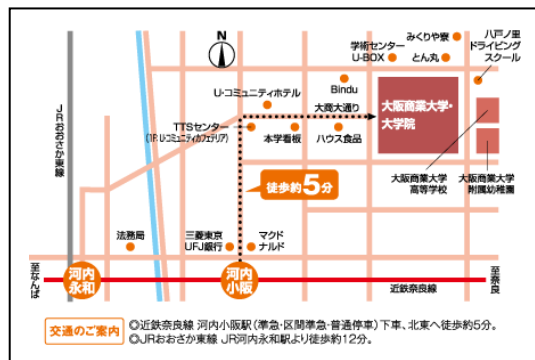 みくりや寮
八戸ノ里
ドライビング
スクール
学術センター
U-BOX
とん丸
N
Bindu
U・コミュニティホテル
大商大通り
大阪商業大学・
大学院
TTSセンター
(1F U・コミュニティカフェテリア)
本学看板
ハウス食品
JRおおさか東線
大阪商業大学
高等学校
大阪商業大学
附属幼稚園
徒歩約5分
法務局
三菱東京
UFJ銀行
マクド
ナルド
至なんば
河内
永和
河内
小阪
近鉄奈良線
至奈良
交通のご案内
◎近鉄奈良線 河内小阪駅(準急・区間準急・普通停車)下車、北東へ徒歩約5分。
◎JRおおさか東線 JR河内永和駅より徒歩約12分。